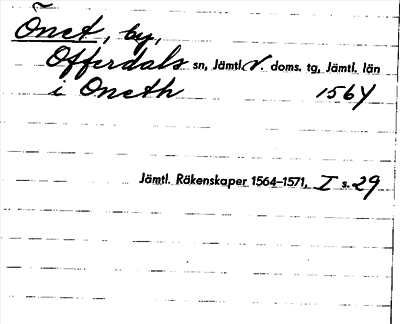 Önet, by,
Offerdals sn, Jämtl. V. doms. tg, Jämtl. län
i Oneth 1564
Jämtl. Räkenskaper 1564–1571, I s. 29